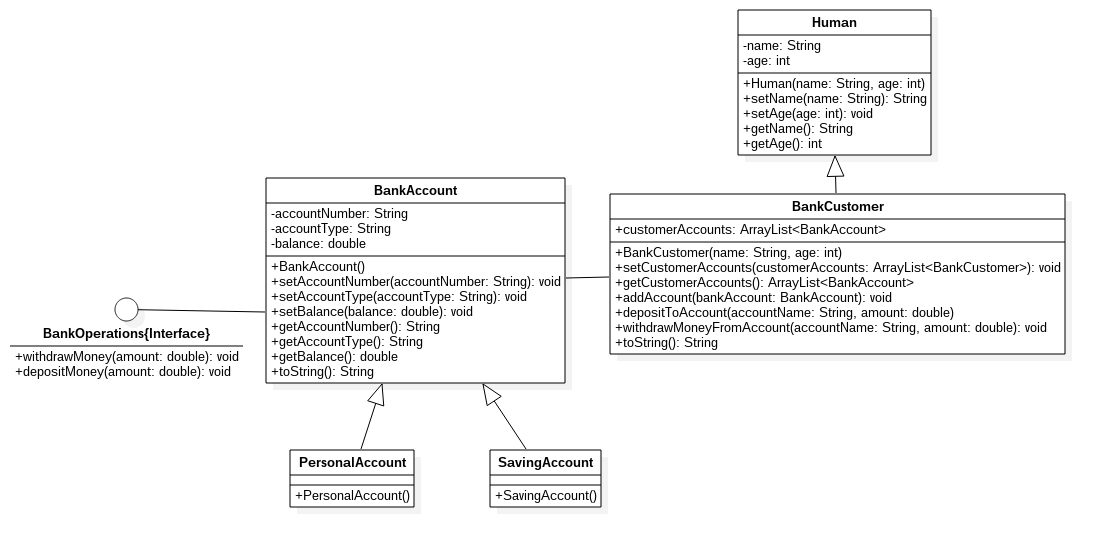 Human
-name: String
-age: int
+Human(name: String, age: int)
+setName(name: String): String
+setAge(age: int): void
+getName(): String
+getAge(): int
BankAccount
-accountNumber: String
-accountType: String
-balance: double
+BankAccount()
+setAccountNumber(accountNumber: String): void
+setAccountType(accountType: String): void
+setBalance(balance: double): void
+getAccountNumber(): String
+getAccountType(): String
+getBalance(): double
+toString(): String
BankCustomer
+customerAccounts: ArrayList<BankAccount>
+BankCustomer(name: String, age: int)
+setCustomerAccounts(customerAccounts: ArrayList<BankCustomer>): void
+getCustomerAccounts(): ArrayList<BankAccount>
+addAccount(bankAccount: BankAccount): void
+depositToAccount(accountName: String, amount: double)
+withdrawMoneyFromAccount(accountName: String, amount: double): void
+toString(): String
BankOperations{Interface}
+withdrawMoney(amount: double): void
+depositMoney(amount: double): void
PersonalAccount
+PersonalAccount()
SavingAccount
+SavingAccount()